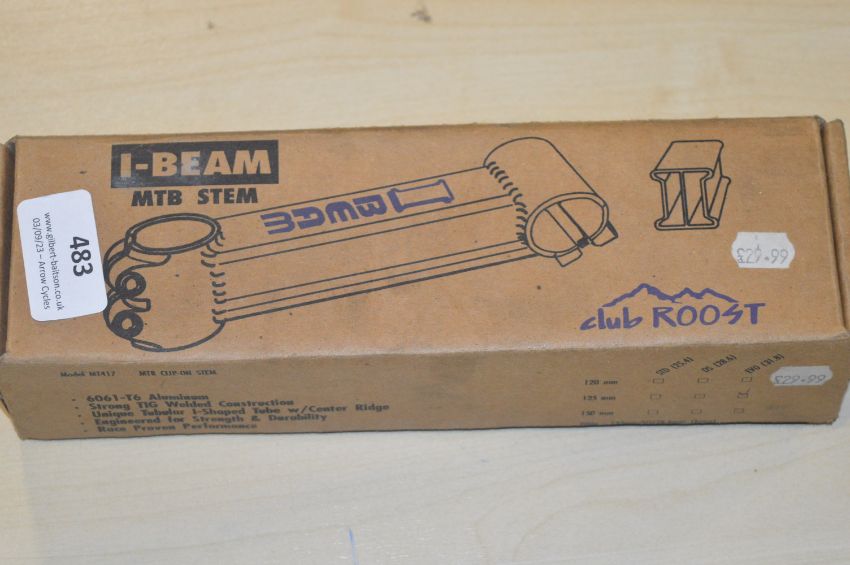 I-BEAM
MTB STEM
I BEAM
483
www.gilbert-baitson.co.uk
03/09/23 – Arrow Cycles
£29.99
club ROOST
Model MT417 MTB CLIP-ON STEM
· 6061-T6 Aluminum
· Strong TIG Welded Construction
· Unique Tubular I-Shaped Tube w/Center Ridge
· Engineered for Strength & Durability
· Race Proven Performance
STD (25.4) OS (28.6) EVO (31.8)
120 mm
135 mm
150 mm
£29.99